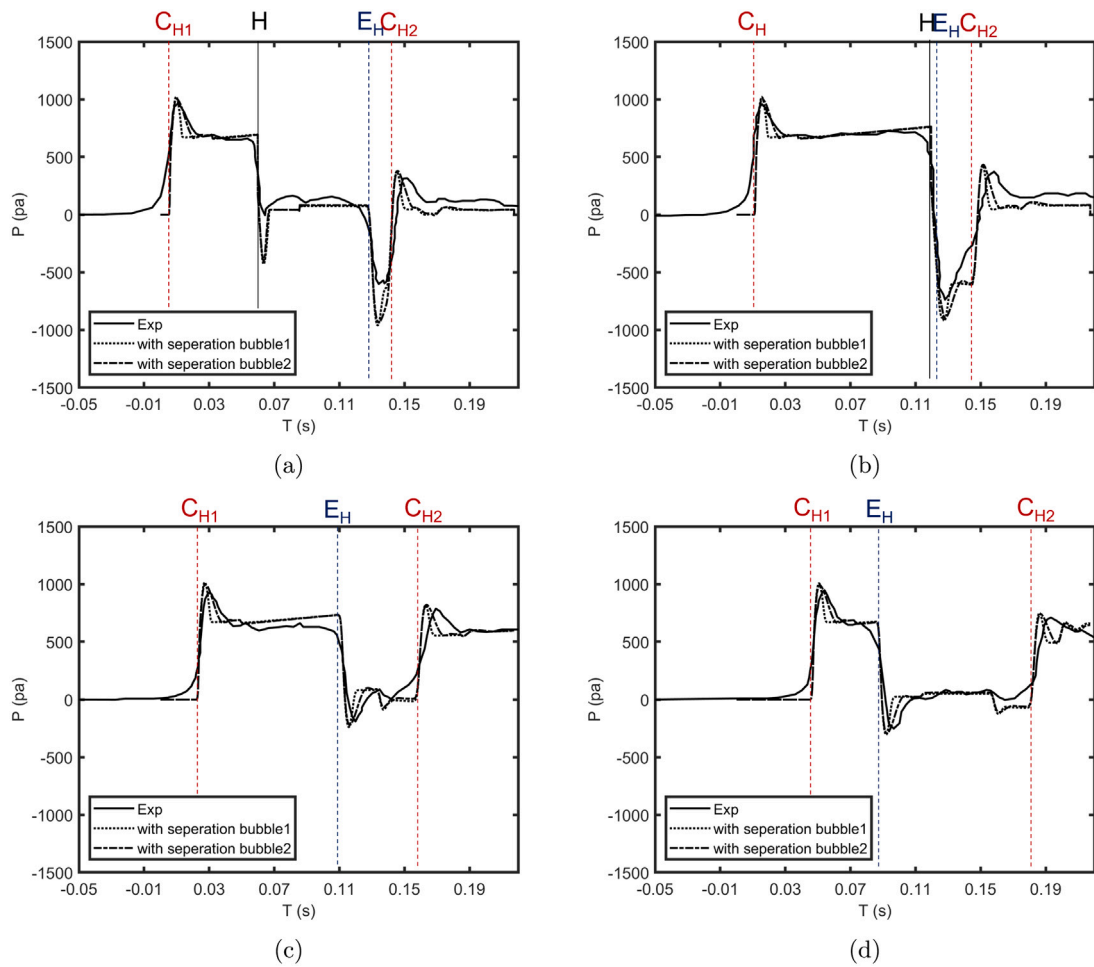 C_H1 H E_H C_H2
1500
1000
500
0
-500
-1000
-1500
P (pa)
Exp
with seperation bubble1
with seperation bubble2
-0.05 -0.01 0.03 0.07 0.11 0.15 0.19
T (s)
(a)
C_H H E_H C_H2
1500
1000
500
0
-500
-1000
-1500
P (pa)
Exp
with seperation bubble1
with seperation bubble2
-0.05 -0.01 0.03 0.07 0.11 0.15 0.19
T (s)
(b)
C_H1 E_H C_H2
1500
1000
500
0
-500
-1000
-1500
P (pa)
Exp
with seperation bubble1
with seperation bubble2
-0.05 -0.01 0.03 0.07 0.11 0.15 0.19
T (s)
(c)
C_H1 E_H C_H2
1500
1000
500
0
-500
-1000
-1500
P (pa)
Exp
with seperation bubble1
with seperation bubble2
-0.05 -0.01 0.03 0.07 0.11 0.15 0.19
T (s)
(d)